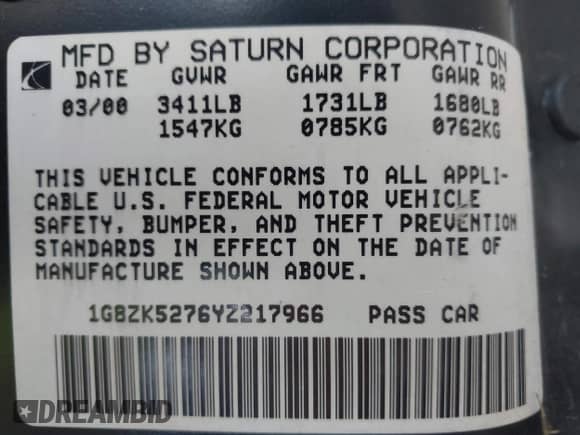 MFD BY SATURN CORPORATION
DATE GVWR GAWR FRT GAWR RR
03/00 3411LB 1731LB 1680LB
1547KG 0785KG 0762KG
THIS VEHICLE CONFORMS TO ALL APPLI-
CABLE U.S. FEDERAL MOTOR VEHICLE
SAFETY, BUMPER, AND THEFT PREVENTION
STANDARDS IN EFFECT ON THE DATE OF
MANUFACTURE SHOWN ABOVE.
1G8ZK5276YZ217966 PASS CAR
DREAMBID